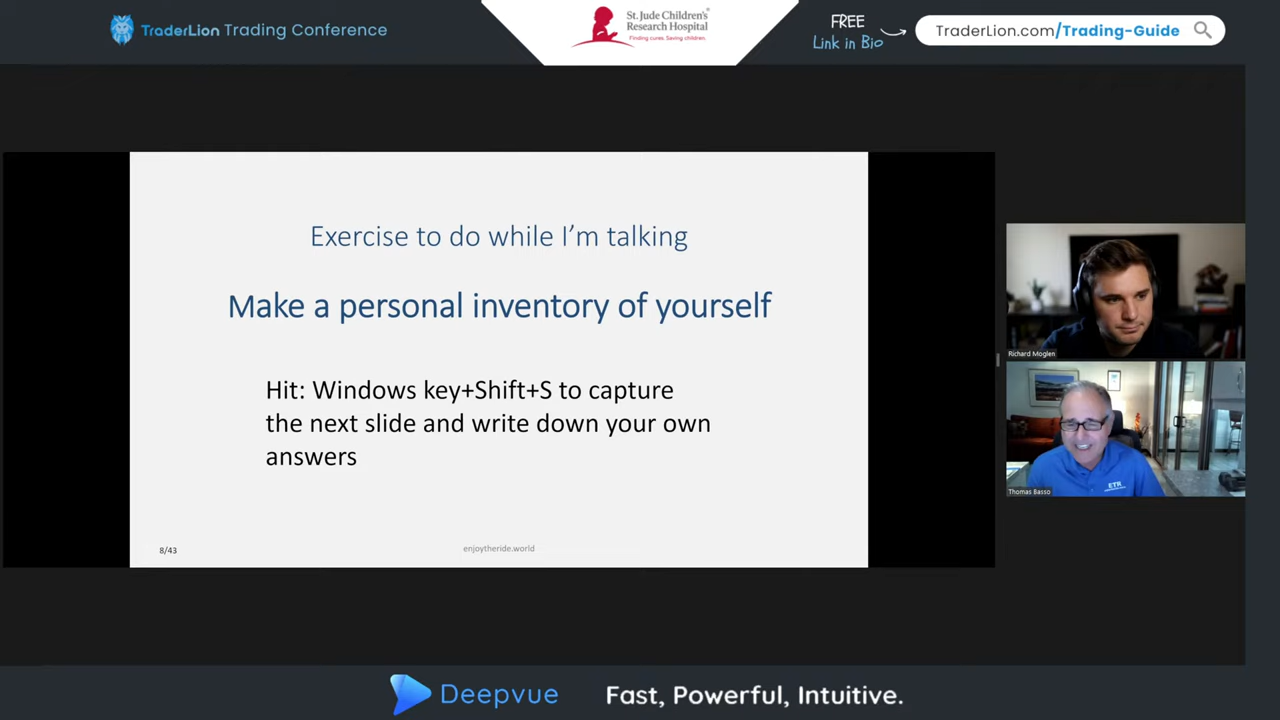 TraderLion Trading Conference
St. Jude Children's
Research Hospital
Finding cures. Saving children.
FREE
Link in Bio
TraderLion.com/Trading-Guide
Exercise to do while I'm talking
Make a personal inventory of yourself
Hit: Windows key+Shift+S to capture
the next slide and write down your own
answers
8/43
enjoytheride.world
Richard Moglen
ETR
Thomas Basso
Deepvue
Fast, Powerful, Intuitive.